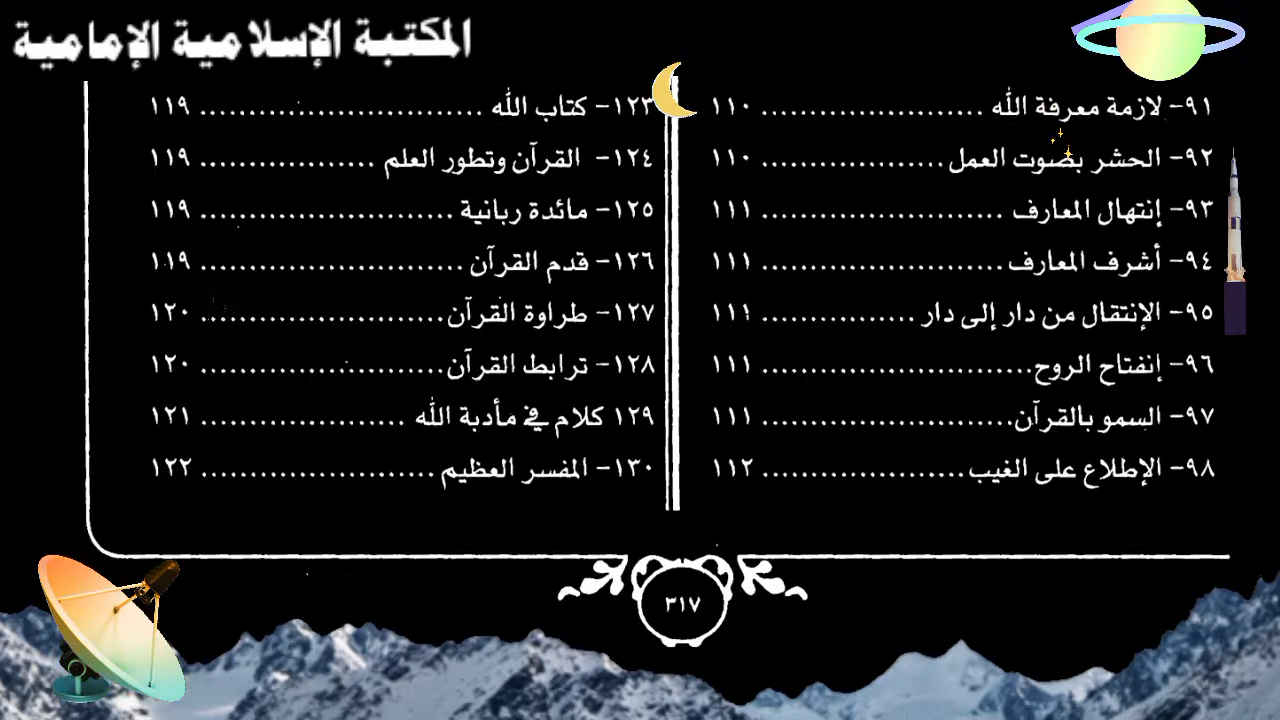 المكتبة الإسلامية الإمامية
٩١- لازمة معرفة الله ...................... ١١٠
٩٢- الحشر بصوت العمل .................. ١١٠
٩٣- إنتهال المعارف ........................ ١١١
٩٤- أشرف المعارف ........................ ١١١
٩٥- الإنتقال من دار إلى دار ................ ١١١
٩٦- إنفتاح الروح ........................... ١١١
٩٧- السمو بالقرآن ......................... ١١١
٩٨- الإطلاع على الغيب .................... ١١٢
١٢٣- كتاب الله ............................ ١١٩
١٢٤- القرآن وتطور العلم ................. ١١٩
١٢٥- مائدة ربانية ......................... ١١٩
١٢٦- قدم القرآن .......................... ١١٩
١٢٧- طراوة القرآن ........................ ١٢٠
١٢٨- ترابط القرآن ........................ ١٢٠
١٢٩ كلام في مأدبة الله .................... ١٢١
١٣٠- المفسر العظيم ....................... ١٢٢
٣١٧